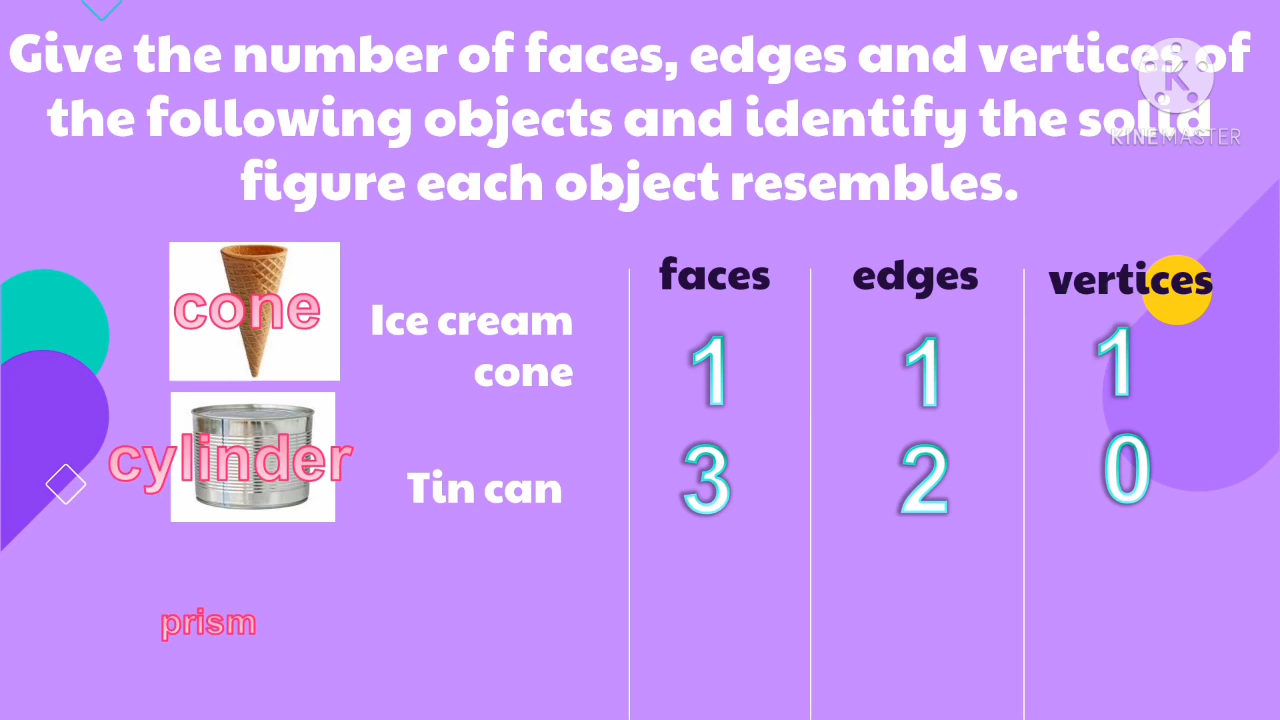 Give the number of faces, edges and vertices of
the following objects and identify the solid
figure each object resembles.
K
KINEMASTER
faces edges vertices
cone
Ice cream
cone
1 1 1
cylinder
Tin can
3 2 0
prism